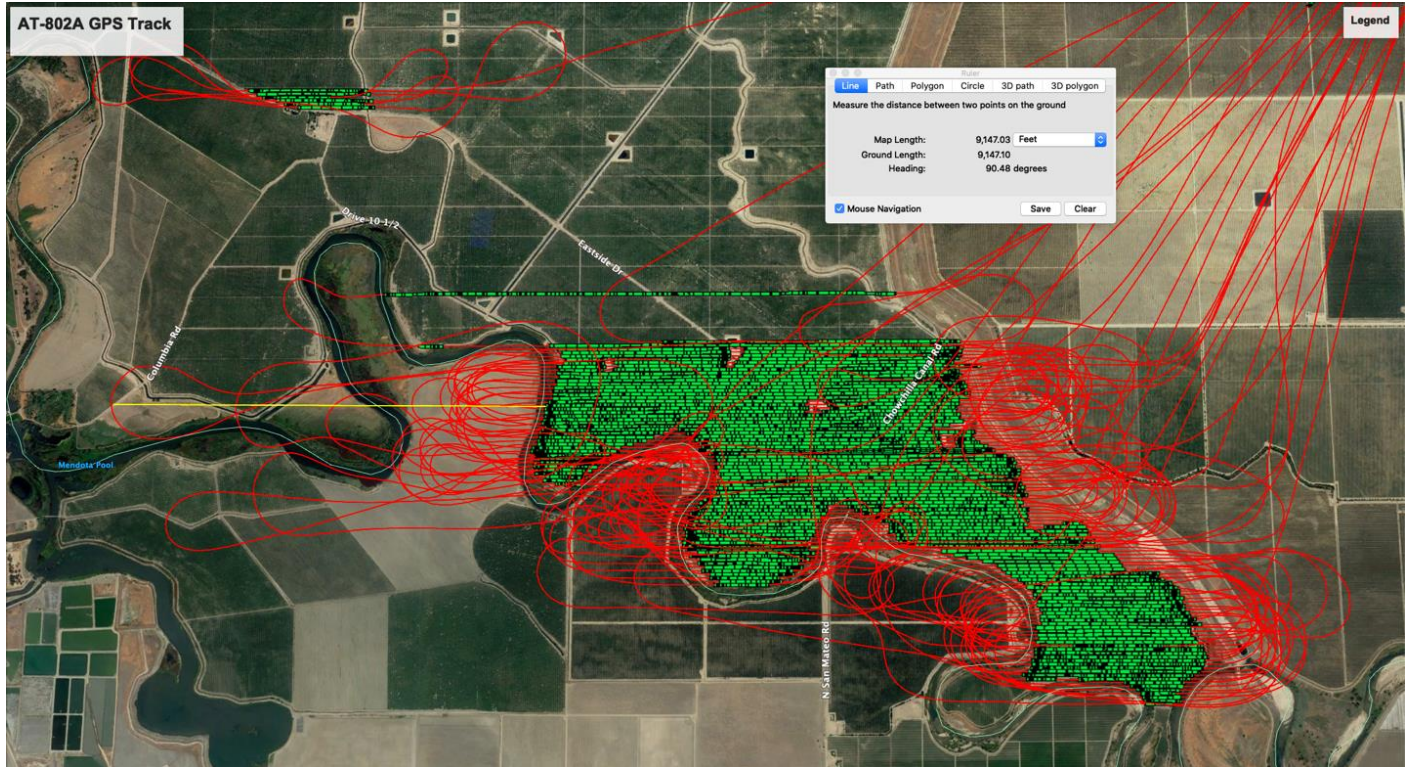 AT-802A GPS Track
Legend
Ruler
Line Path Polygon Circle 3D path 3D polygon
Measure the distance between two points on the ground
Map Length: 9,147.03 Feet
Ground Length: 9,147.10
Heading: 90.48 degrees
Mouse Navigation Save Clear
Drive-10-1/2
Eastside Dr
Columbia Rd
Chowchilla Canal Rd
Mendota Pool
N San Mateo Rd